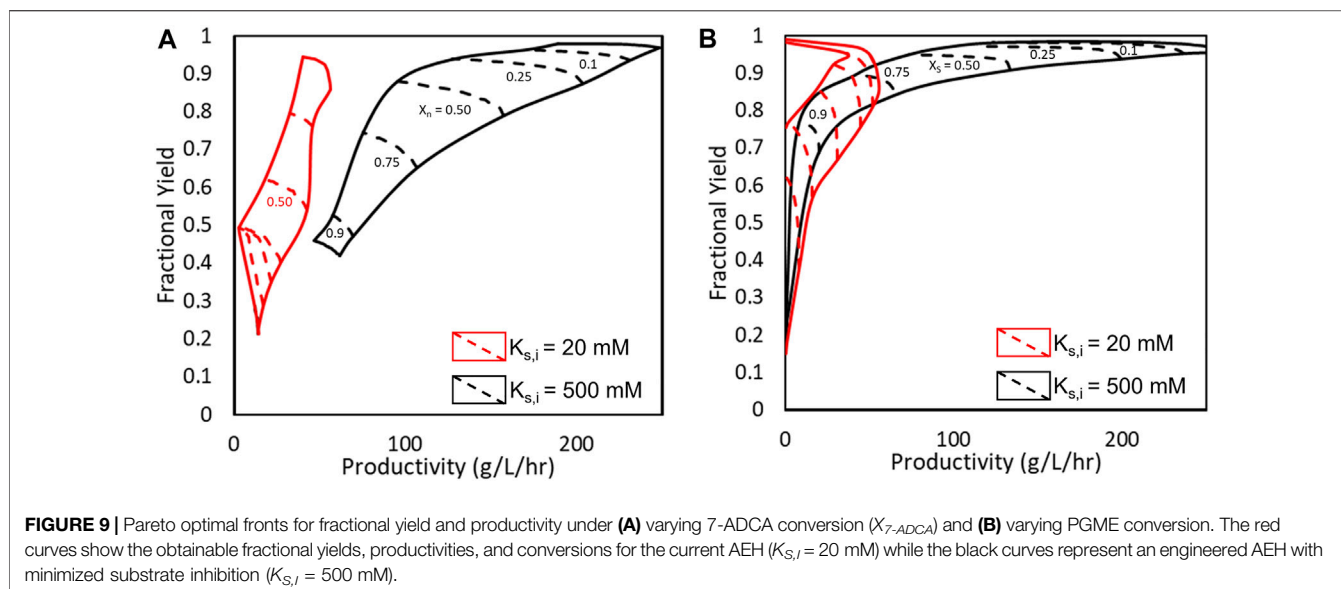 A
1
0.9
0.8
0.7
0.6
0.5
0.4
0.3
0.2
0.1
0
Fractional Yield
0.1
0.25
Xn = 0.50
0.75
0.9
0.50
Ks,i = 20 mM
Ks,i = 500 mM
0 100 200
Productivity (g/L/hr)
B
1
0.9
0.8
0.7
0.6
0.5
0.4
0.3
0.2
0.1
0
Fractional Yield
0.1
0.25
XS = 0.50
0.75
0.9
Ks,i = 20 mM
Ks,i = 500 mM
0 100 200
Productivity (g/L/hr)
FIGURE 9 | Pareto optimal fronts for fractional yield and productivity under (A) varying 7-ADCA conversion (X7-ADCA) and (B) varying PGME conversion. The red
curves show the obtainable fractional yields, productivities, and conversions for the current AEH (KS,I = 20 mM) while the black curves represent an engineered AEH with
minimized substrate inhibition (KS,I = 500 mM).